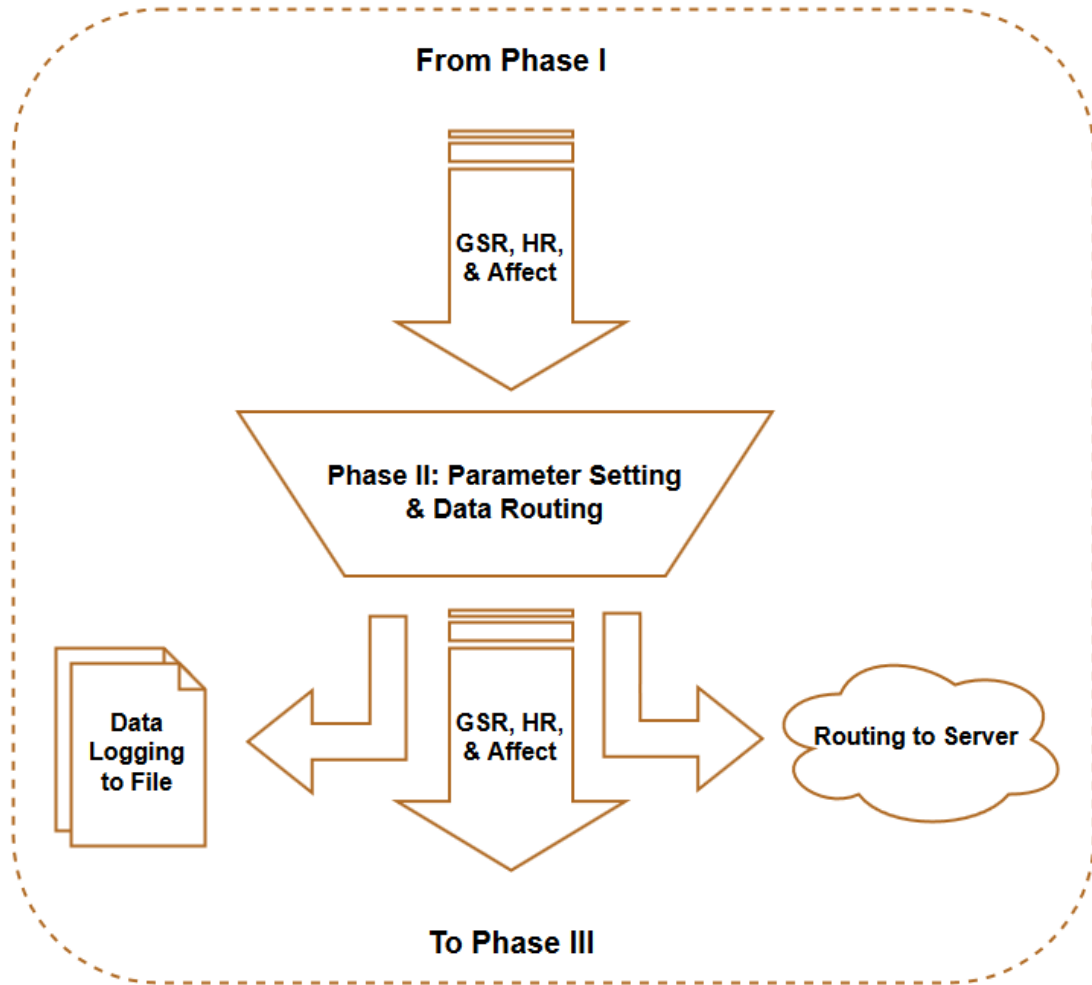 From Phase I
GSR, HR,
& Affect
Phase II: Parameter Setting
& Data Routing
Data
Logging
to File
GSR, HR,
& Affect
Routing to Server
To Phase III